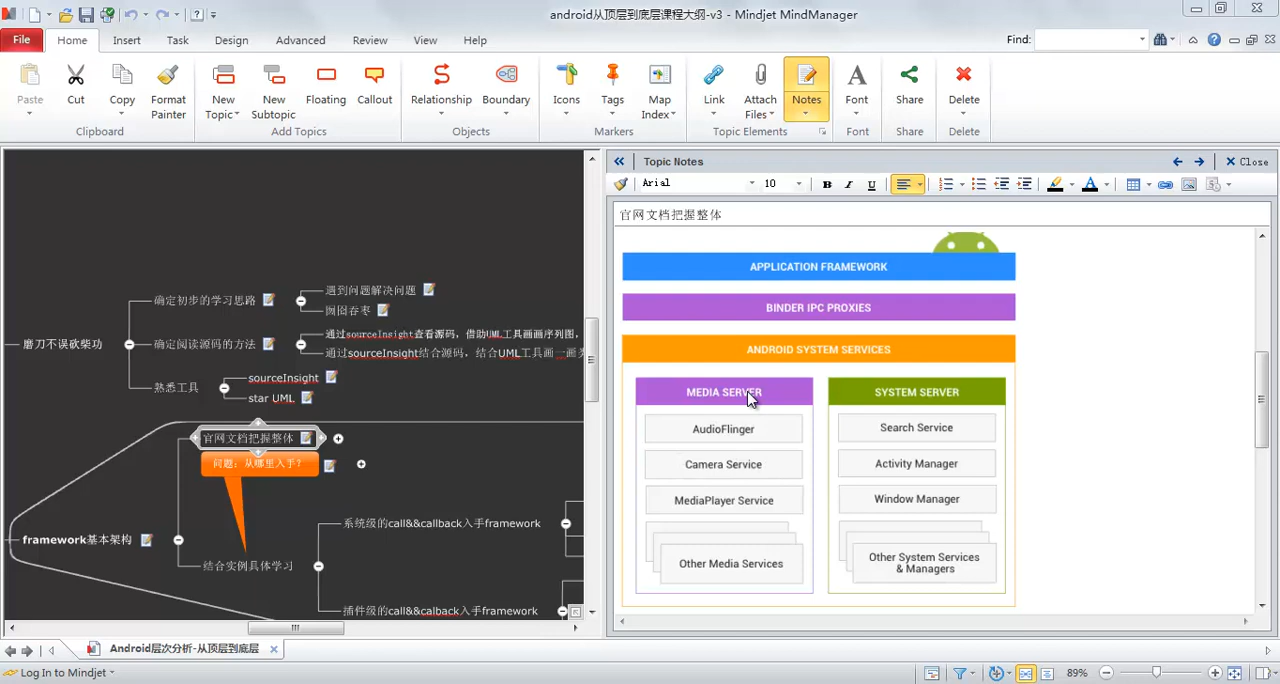 android从顶层到底层课程大纲-v3 - Mindjet MindManager
File Home Insert Task Design Advanced Review View Help Find:
Paste Cut Copy Format Painter New Topic New Subtopic Floating Callout Relationship Boundary Icons Tags Map Index Link Attach Files Notes Font Share Delete
Clipboard Add Topics Objects Markers Topic Elements Font Share Delete
Topic Notes Close
Arial 10 B I U A
官网文档把握整体
磨刀不误砍柴功
确定初步的学习思路
遇到问题解决问题
囫囵吞枣
确定阅读源码的方法
通过sourceInsight查看源码，借助UML工具画画序列图，
通过sourceInsight结合源码，结合UML工具画一画类
熟悉工具
sourceInsight
star UML
framework基本架构
官网文档把握整体
问题：从哪里入手？
结合实例具体学习
系统级的call&&callback入手framework
插件级的call&&calback入手framework
APPLICATION FRAMEWORK
BINDER IPC PROXIES
ANDROID SYSTEM SERVICES
MEDIA SERVER
AudioFlinger
Camera Service
MediaPlayer Service
Other Media Services
SYSTEM SERVER
Search Service
Activity Manager
Window Manager
Other System Services
& Managers
Android层次分析-从顶层到底层
Log In to Mindjet
89%